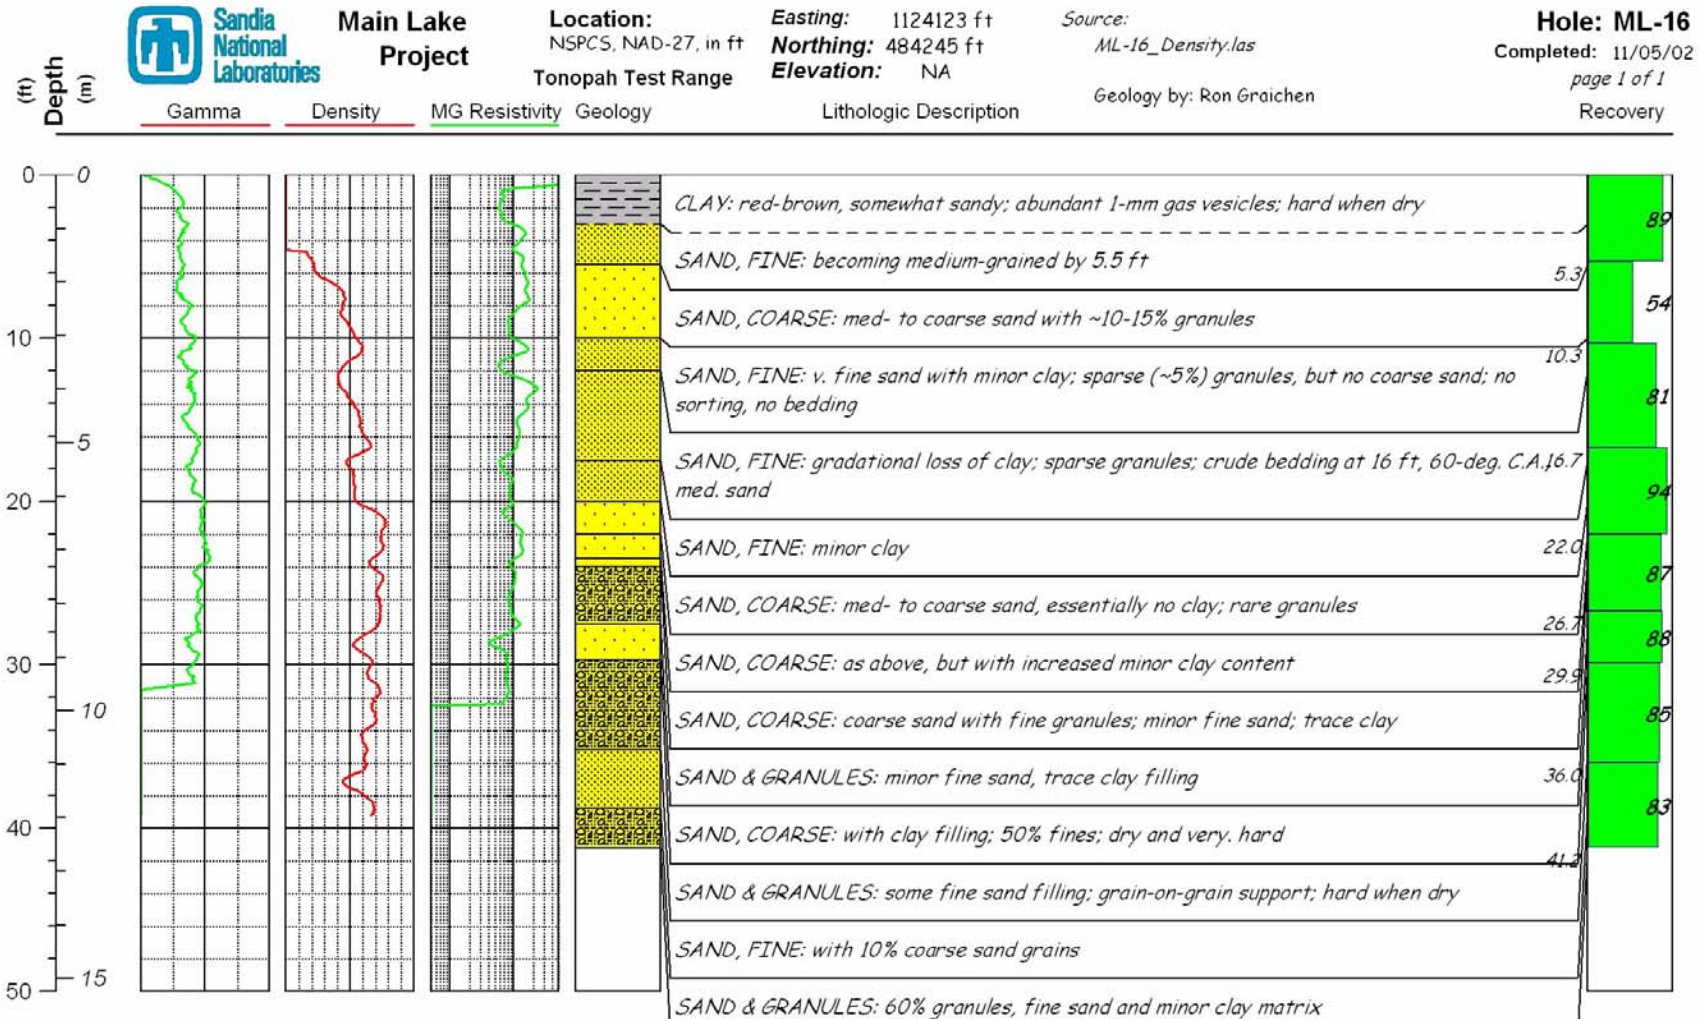 Sandia
National
Laboratories
Main Lake
Project
Location:
NSPCS, NAD-27, in ft
Tonopah Test Range
Easting: 1124123 ft
Northing: 484245 ft
Elevation: NA
Source:
ML-16_Density.las
Geology by: Ron Graichen
Hole: ML-16
Completed: 11/05/02
page 1 of 1
(ft)
Depth
(m)
Gamma
Density
MG Resistivity
Geology
Lithologic Description
Recovery
0
0
10
5
20
30
10
40
15
50
CLAY: red-brown, somewhat sandy; abundant 1-mm gas vesicles; hard when dry
SAND, FINE: becoming medium-grained by 5.5 ft
SAND, COARSE: med- to coarse sand with ~10-15% granules
SAND, FINE: v. fine sand with minor clay; sparse (~5%) granules, but no coarse sand; no
sorting, no bedding
SAND, FINE: gradational loss of clay; sparse granules; crude bedding at 16 ft, 60-deg. C.A.;
med. sand
SAND, FINE: minor clay
SAND, COARSE: med- to coarse sand, essentially no clay; rare granules
SAND, COARSE: as above, but with increased minor clay content
SAND, COARSE: coarse sand with fine granules; minor fine sand; trace clay
SAND & GRANULES: minor fine sand, trace clay filling
SAND, COARSE: with clay filling; 50% fines; dry and very. hard
SAND & GRANULES: some fine sand filling; grain-on-grain support; hard when dry
SAND, FINE: with 10% coarse sand grains
SAND & GRANULES: 60% granules, fine sand and minor clay matrix
5.3
10.3
16.7
22.0
26.7
29.9
36.0
41.2
89
54
81
94
87
88
85
83